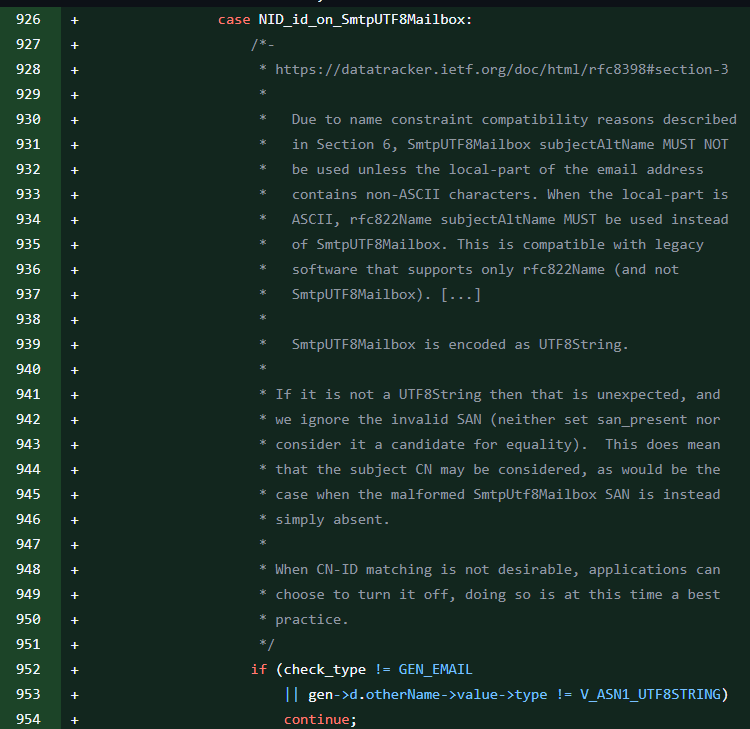 926 + case NID_id_on_SmtpUTF8Mailbox:
927 + /*-
928 + * https://datatracker.ietf.org/doc/html/rfc8398#section-3
929 + *
930 + * Due to name constraint compatibility reasons described
931 + * in Section 6, SmtpUTF8Mailbox subjectAltName MUST NOT
932 + * be used unless the local-part of the email address
933 + * contains non-ASCII characters. When the local-part is
934 + * ASCII, rfc822Name subjectAltName MUST be used instead
935 + * of SmtpUTF8Mailbox. This is compatible with legacy
936 + * software that supports only rfc822Name (and not
937 + * SmtpUTF8Mailbox). [...]
938 + *
939 + * SmtpUTF8Mailbox is encoded as UTF8String.
940 + *
941 + * If it is not a UTF8String then that is unexpected, and
942 + * we ignore the invalid SAN (neither set san_present nor
943 + * consider it a candidate for equality).  This does mean
944 + * that the subject CN may be considered, as would be the
945 + * case when the malformed SmtpUtf8Mailbox SAN is instead
946 + * simply absent.
947 + *
948 + * When CN-ID matching is not desirable, applications can
949 + * choose to turn it off, doing so is at this time a best
950 + * practice.
951 + */
952 + if (check_type != GEN_EMAIL
953 + || gen->d.otherName->value->type != V_ASN1_UTF8STRING)
954 + continue;